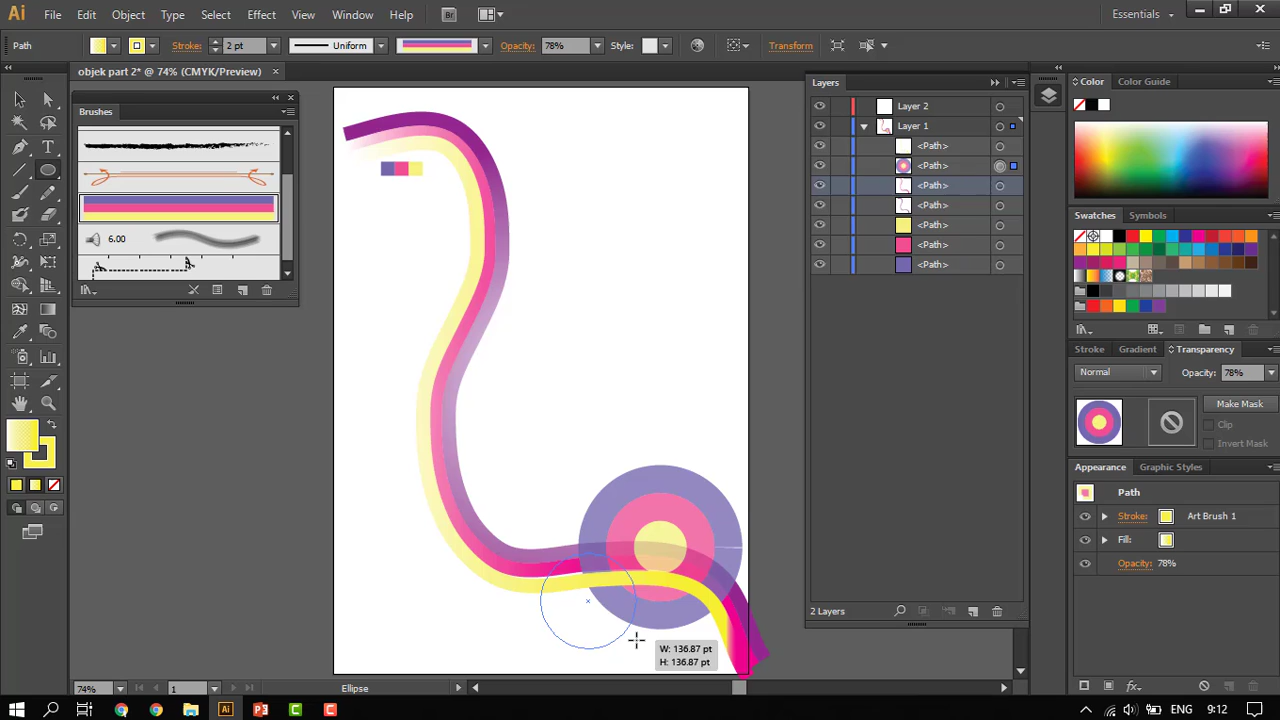 Ai File Edit Object Type Select Effect View Window Help Br Essentials
Path Stroke: 2 pt Uniform Opacity: 78% Style: Transform
objek part 2* @ 74% (CMYK/Preview)
Brushes
6.00
Layers
Layer 2
Layer 1
<Path>
<Path>
<Path>
<Path>
<Path>
<Path>
<Path>
2 Layers
Color Color Guide
Swatches Symbols
Stroke Gradient Transparency
Normal Opacity: 78%
Make Mask
Clip
Invert Mask
Appearance Graphic Styles
Path
Stroke: Art Brush 1
Fill:
Opacity: 78%
W: 136.87 pt
H: 136.87 pt
74% 1 Ellipse
ENG 9:12